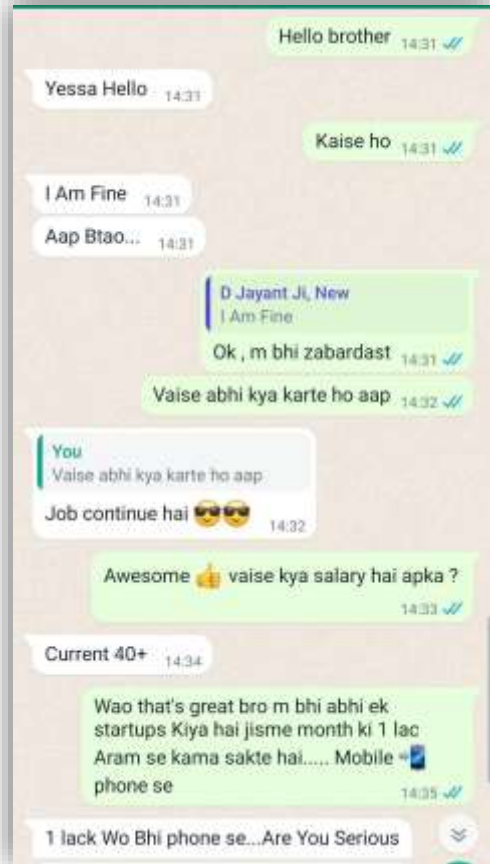 Hello brother 14:31
Yessa Hello 14:31
Kaise ho 14:31
I Am Fine 14:31
Aap Btao... 14:31
D Jayant Ji, New
I Am Fine
Ok , m bhi zabardast 14:31
Vaise abhi kya karte ho aap 14:32
You
Vaise abhi kya karte ho aap
Job continue hai 😎😎 14:32
Awesome 👍 vaise kya salary hai apka ?
14:33
Current 40+ 14:34
Wao that's great bro m bhi abhi ek
startups Kiya hai jisme month ki 1 lac
Aram se kama sakte hai..... Mobile 📲
phone se 14:35
1 lack Wo Bhi phone se...Are You Serious